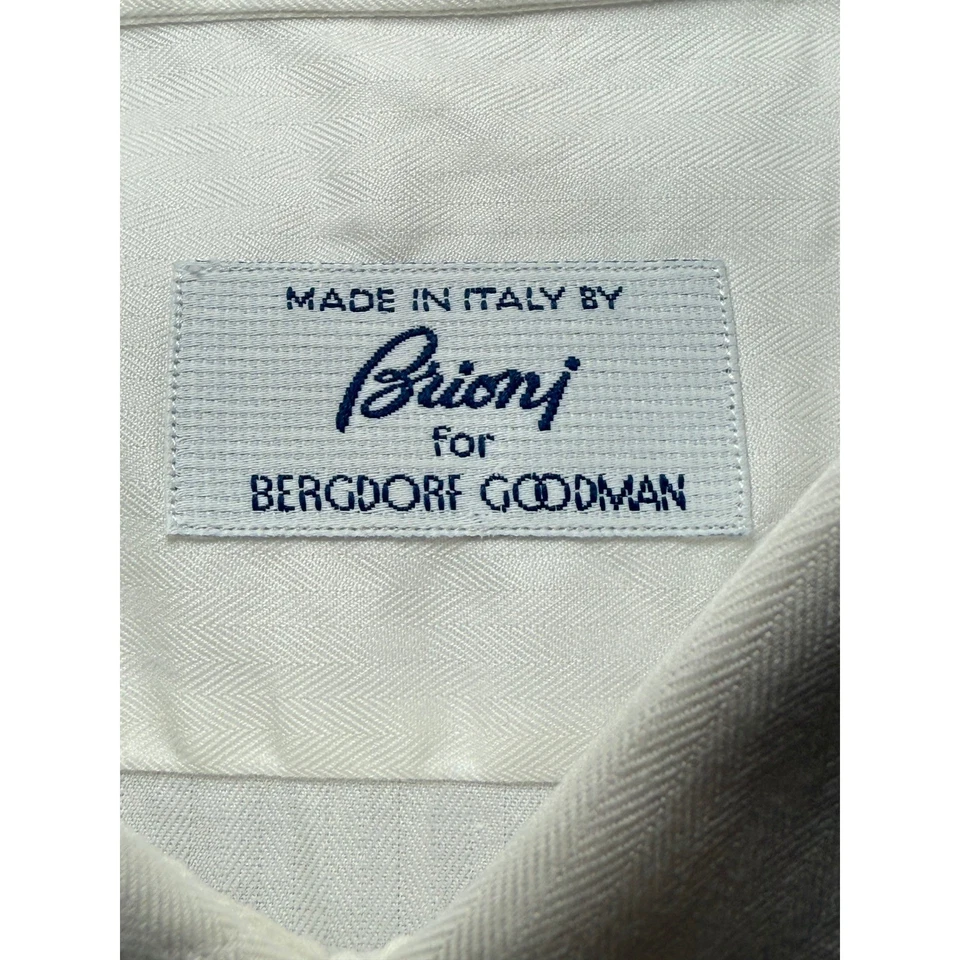 MADE IN ITALY BY
Brioni
for
BERGDORF GOODMAN